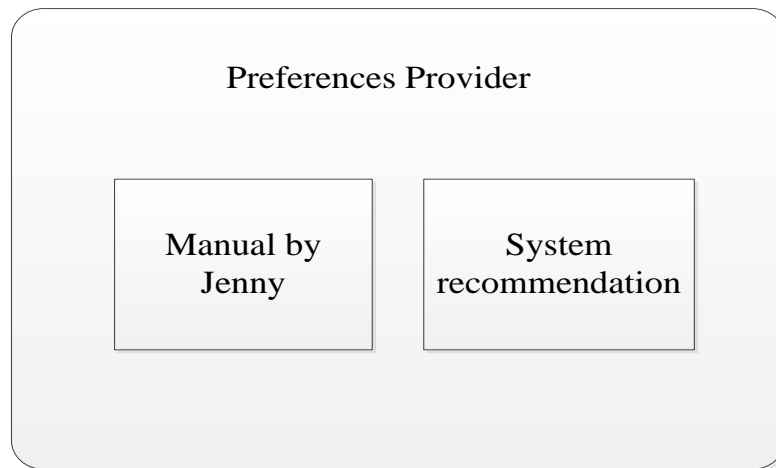 Preferences Provider
Manual by
Jenny
System
recommendation